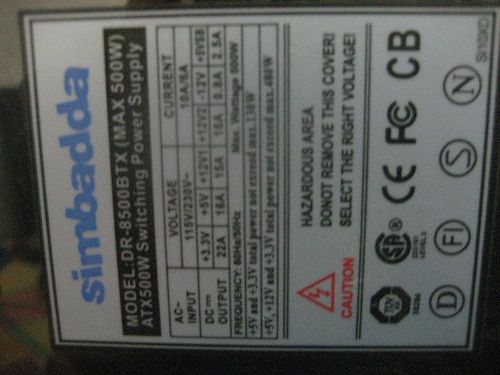 simbadda
MODEL:DR-8500BTX (MAX 500W)
ATX500W Switching Power Supply
AC~ VOLTAGE CURRENT
INPUT 115V/230V~ 10A/6A
DC +3.3V +5V +12V1 +12V2 -12V +5VSB
OUTPUT 22A 16A 15A 16A 0.8A 2.5A
FREQUENCY: 60Hz/50Hz Max. Wattage 500W
+5V and +3.3V total power not exceed max.130W
+5V,+12V and +3.3V total power not exceed max.480W
HAZARDOUS AREA
DONOT REMOVE THIS COVER!
SELECT THE RIGHT VOLTAGE!
CAUTION
CE FC CB
D FI S N
SI10XD